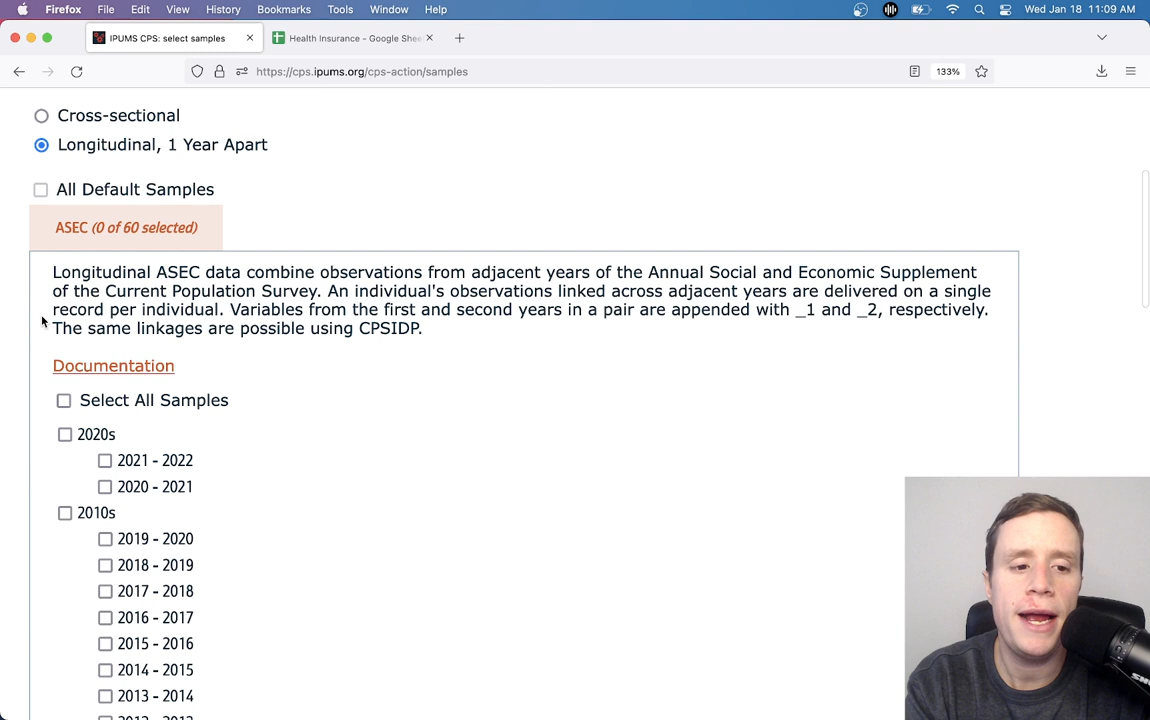 Firefox File Edit View History Bookmarks Tools Window Help Wed Jan 18 11:09 AM
IPUMS CPS: select samples Health Insurance - Google Shee
https://cps.ipums.org/cps-action/samples 133%
Cross-sectional
Longitudinal, 1 Year Apart
All Default Samples
ASEC (0 of 60 selected)
Longitudinal ASEC data combine observations from adjacent years of the Annual Social and Economic Supplement
of the Current Population Survey. An individual's observations linked across adjacent years are delivered on a single
record per individual. Variables from the first and second years in a pair are appended with _1 and _2, respectively.
The same linkages are possible using CPSIDP.
Documentation
Select All Samples
2020s
2021 - 2022
2020 - 2021
2010s
2019 - 2020
2018 - 2019
2017 - 2018
2016 - 2017
2015 - 2016
2014 - 2015
2013 - 2014